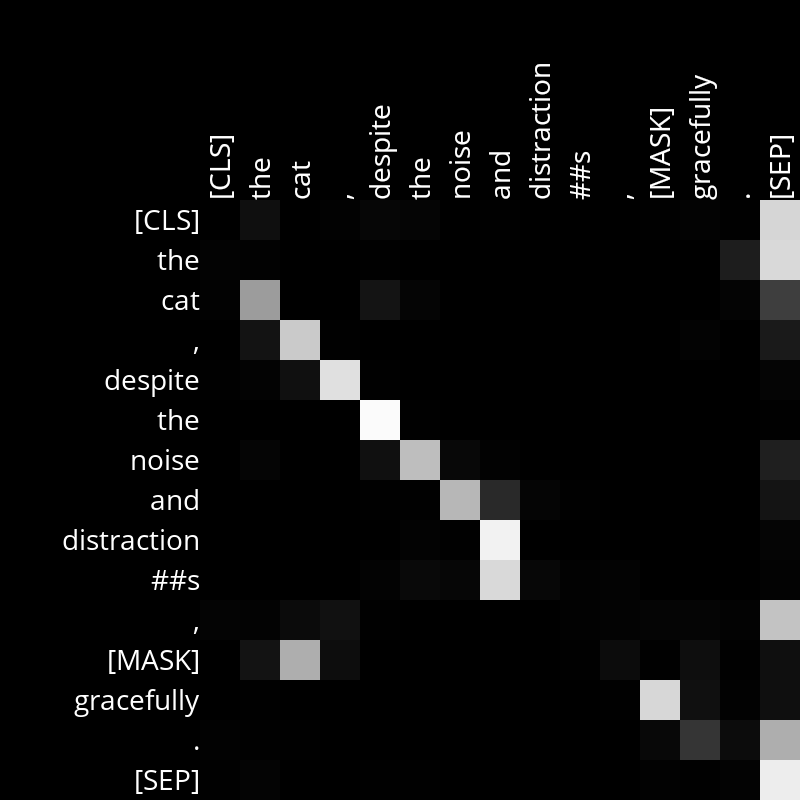 [CLS] the cat , despite the noise and distraction ##s , [MASK] gracefully . [SEP]
[CLS]
the
cat
,
despite
the
noise
and
distraction
##s
,
[MASK]
gracefully
.
[SEP]